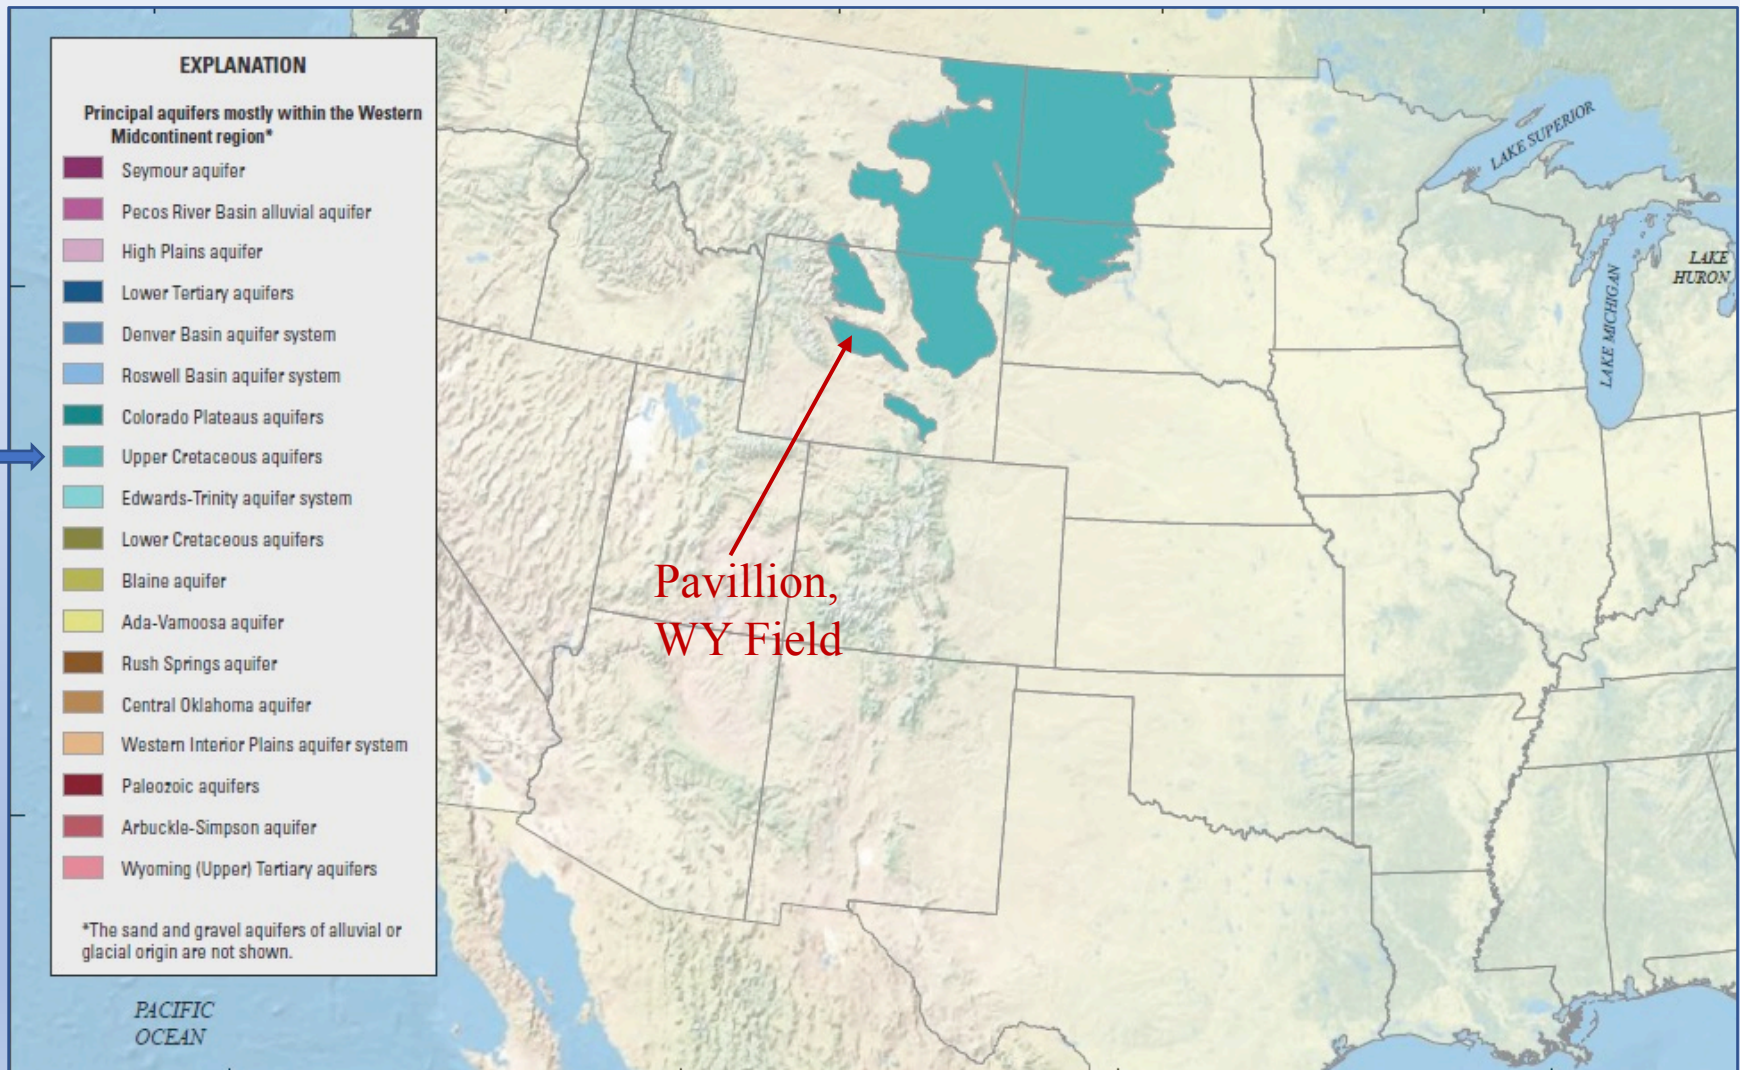 EXPLANATION
Principal aquifers mostly within the Western
Midcontinent region*
Seymour aquifer
Pecos River Basin alluvial aquifer
High Plains aquifer
Lower Tertiary aquifers
Denver Basin aquifer system
Roswell Basin aquifer system
Colorado Plateaus aquifers
Upper Cretaceous aquifers
Edwards-Trinity aquifer system
Lower Cretaceous aquifers
Blaine aquifer
Ada-Vamoosa aquifer
Rush Springs aquifer
Central Oklahoma aquifer
Western Interior Plains aquifer system
Paleozoic aquifers
Arbuckle-Simpson aquifer
Wyoming (Upper) Tertiary aquifers
*The sand and gravel aquifers of alluvial or
glacial origin are not shown.
PACIFIC
OCEAN
Pavillion,
WY Field
LAKE SUPERIOR
LAKE MICHIGAN
LAKE
HURON